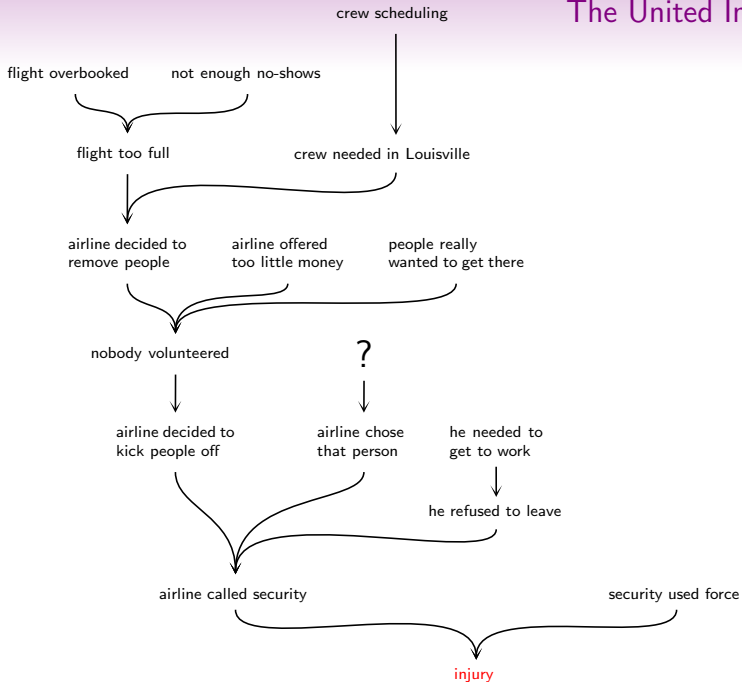 The United In
crew scheduling
flight overbooked
not enough no-shows
flight too full
crew needed in Louisville
airline decided to
remove people
airline offered
too little money
people really
wanted to get there
nobody volunteered
?
airline decided to
kick people off
airline chose
that person
he needed to
get to work
he refused to leave
airline called security
security used force
injury